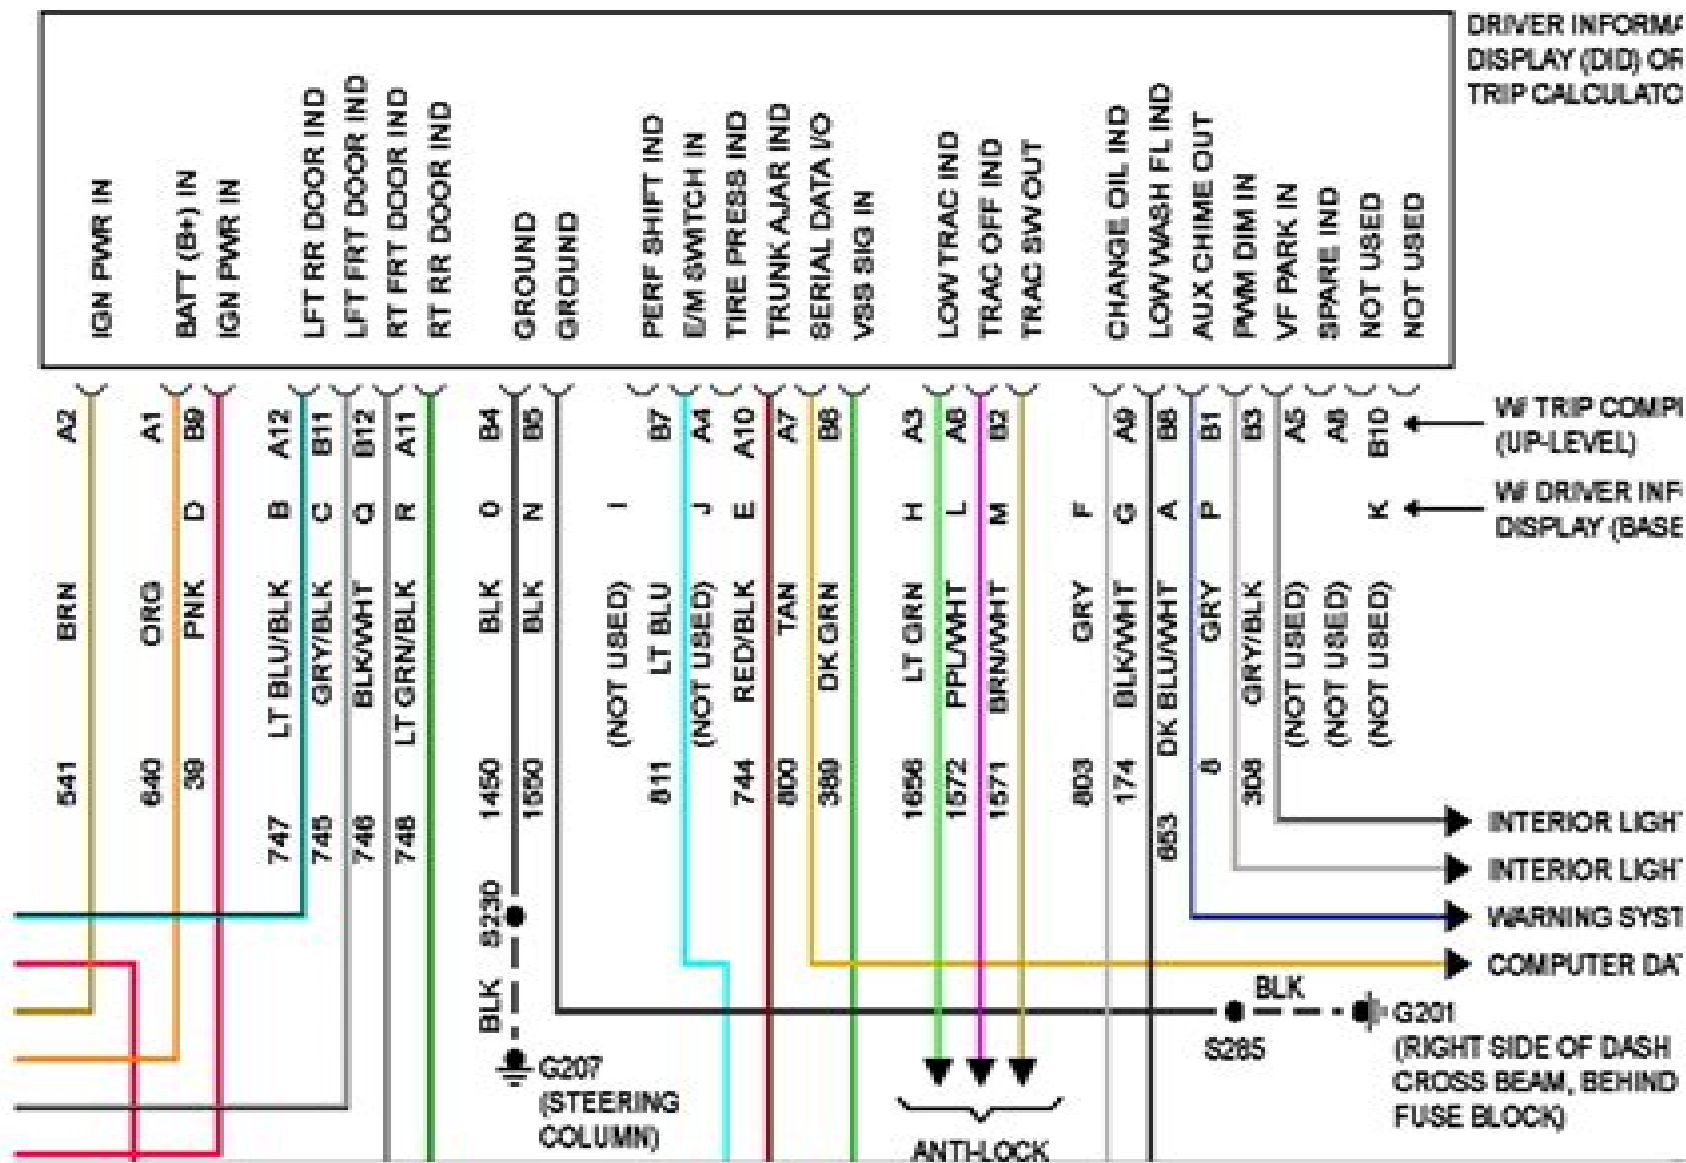 DRIVER INFORMA
DISPLAY (DID) OR
TRIP CALCULATO
IGN PWR IN
BATT (B+) IN
IGN PWR IN
LFT RR DOOR IND
LFT FRT DOOR IND
RT FRT DOOR IND
RT RR DOOR IND
GROUND
GROUND
PERF SHIFT IND
E/M SWITCH IN
TIRE PRESS IND
TRUNK AJAR IND
SERIAL DATA I/O
VSS SIG IN
LOW TRAC IND
TRAC OFF IND
TRAC SW OUT
CHANGE OIL IND
LOW WASH FL IND
AUX CHIME OUT
PWM DIM IN
VF PARK IN
SPARE IND
NOT USED
NOT USED
A2
A1
B9
A12
B11
B12
A11
B4
B5
B7
A4
A10
A7
B6
A3
B2
A9
B8
B1
B3
A5
B10
W/ TRIP COMP
(UP-LEVEL)
D
B
C
Q
R
O
N
I
J
E
H
L
M
F
G
A
P
K
W/ DRIVER INF
DISPLAY (BASE
BRN
ORG
PNK
LT BLU/BLK
GRY/BLK
BLK/WHT
LT GRN/BLK
BLK
BLK
(NOT USED)
LT BLU
(NOT USED)
RED/BLK
TAN
DK GRN
LT GRN
PPL/WHT
BRN/WHT
GRY
BLK/WHT
DK BLU/WHT
GRY
GRY/BLK
(NOT USED)
(NOT USED)
(NOT USED)
541
640
39
747
745
746
748
1450
1550
811
744
800
389
1656
1572
1571
803
174
853
8
308
INTERIOR LIGHT
INTERIOR LIGHT
WARNING SYST
COMPUTER DAT
S230
BLK
G207
(STEERING
COLUMN)
BLK
S285
G201
(RIGHT SIDE OF DASH
CROSS BEAM, BEHIND
FUSE BLOCK)
ANTI-LOCK